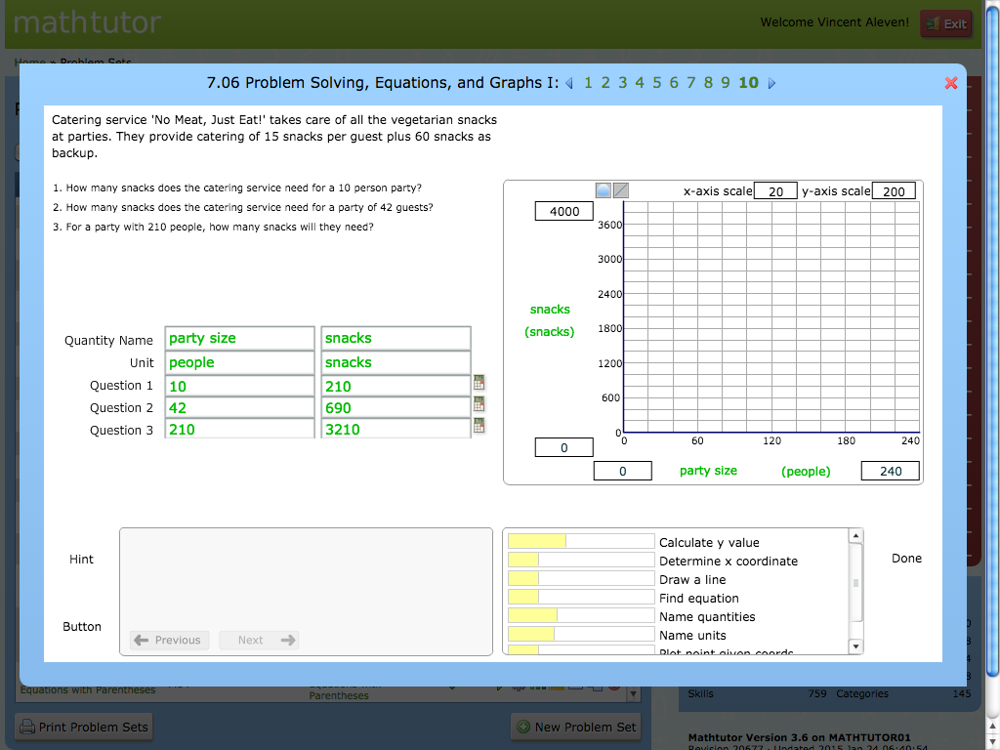 mathtutor
Welcome Vincent Aleven!
Exit
Home » Problem Sets
7.06 Problem Solving, Equations, and Graphs I: 1 2 3 4 5 6 7 8 9 10
Catering service 'No Meat, Just Eat!' takes care of all the vegetarian snacks
at parties. They provide catering of 15 snacks per guest plus 60 snacks as
backup.
1. How many snacks does the catering service need for a 10 person party?
2. How many snacks does the catering service need for a party of 42 guests?
3. For a party with 210 people, how many snacks will they need?
x-axis scale 20 y-axis scale 200
4000
3600
3000
2400
1800
1200
600
0
snacks
(snacks)
0
0 60 120 180 240
0 party size (people) 240
Quantity Name party size snacks
Unit people snacks
Question 1 10 210
Question 2 42 690
Question 3 210 3210
Hint
Button
Previous Next
Calculate y value
Determine x coordinate
Draw a line
Find equation
Name quantities
Name units
Plot point given coords
Done
Equations with Parentheses
Parentheses
Skills 759 Categories 145
Print Problem Sets
New Problem Set
Mathtutor Version 3.6 on MATHTUTOR01
Revision 20677 - Updated 2015 Jan 24 06:40:54